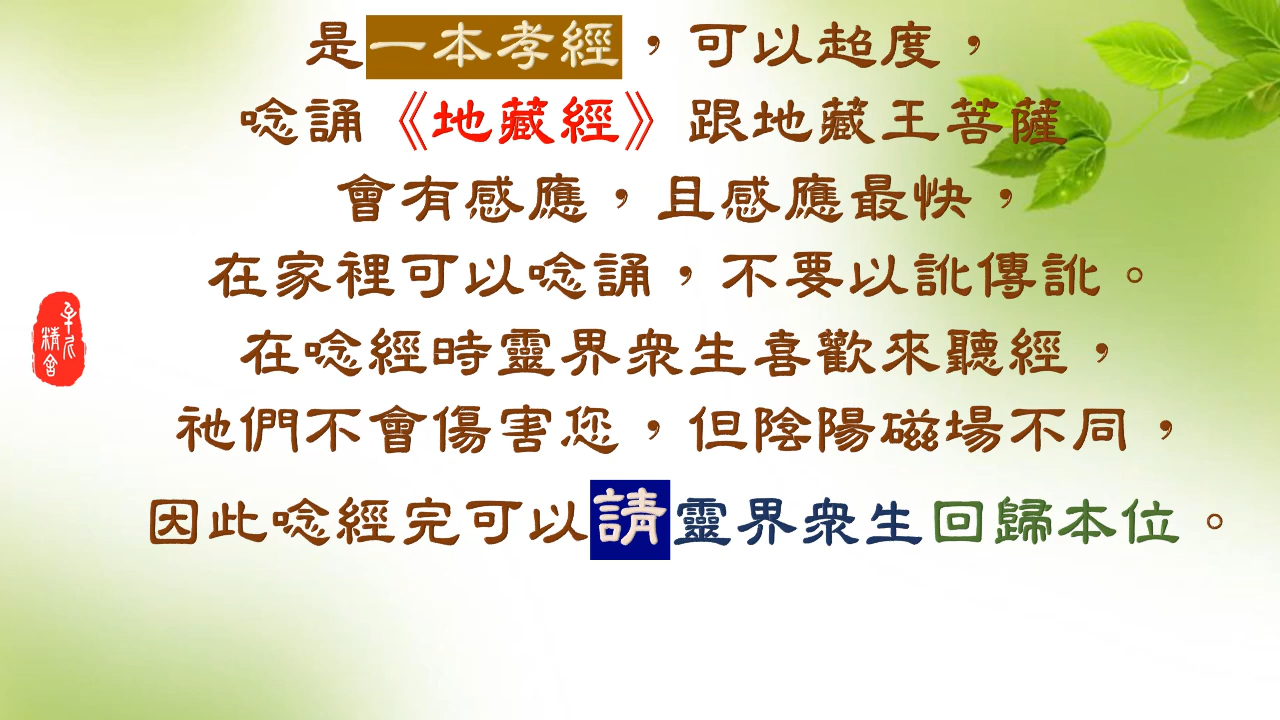 是一本孝經，可以超度，
唸誦《地藏經》跟地藏王菩薩
會有感應，且感應最快，
在家裡可以唸誦，不要以訛傳訛。
在唸經時靈界眾生喜歡來聽經，
祂們不會傷害您，但陰陽磁場不同，
因此唸經完可以請靈界眾生回歸本位。
精舍